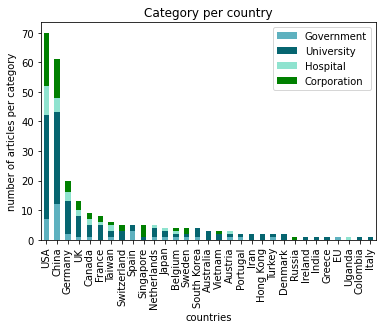 Category per country
Government
University
Hospital
Corporation
number of articles per category
70
60
50
40
30
20
10
0
USA
China
Germany
UK
Canada
France
Taiwan
Switzerland
Spain
Singapore
Netherlands
Japan
Belgium
Sweden
South Korea
Australia
Vietnam
Austria
Portugal
Iran
Hong Kong
Turkey
Denmark
Russia
Ireland
India
Greece
EU
Uganda
Colombia
Italy
countries